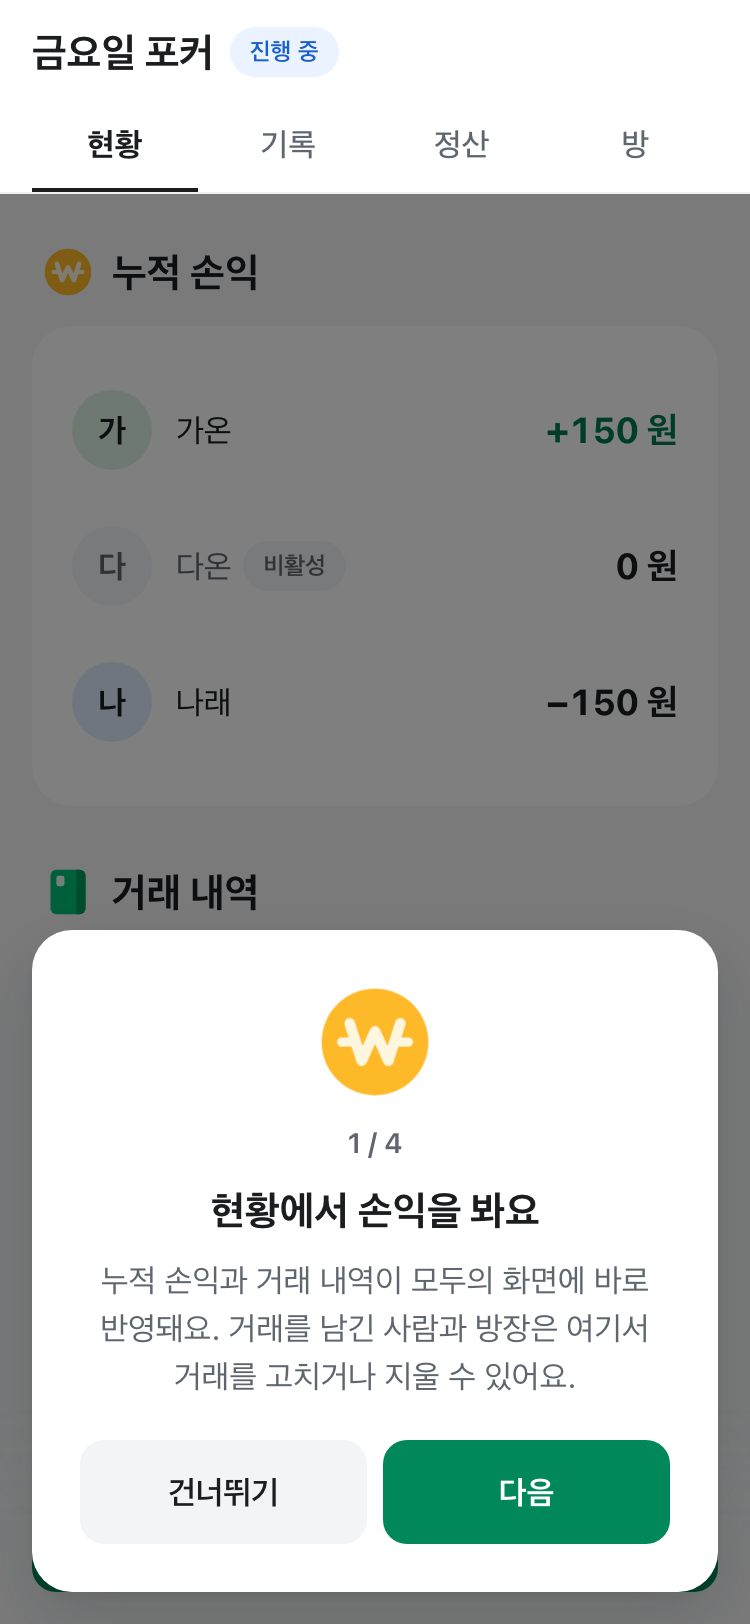 금요일 포커 진행 중
현황 기록 정산 방
누적 손익
가 가온 +150 원
다 다온 비활성 0 원
나 나래 −150 원
거래 내역
1 / 4
현황에서 손익을 봐요
누적 손익과 거래 내역이 모두의 화면에 바로
반영돼요. 거래를 남긴 사람과 방장은 여기서
거래를 고치거나 지울 수 있어요.
건너뛰기 다음